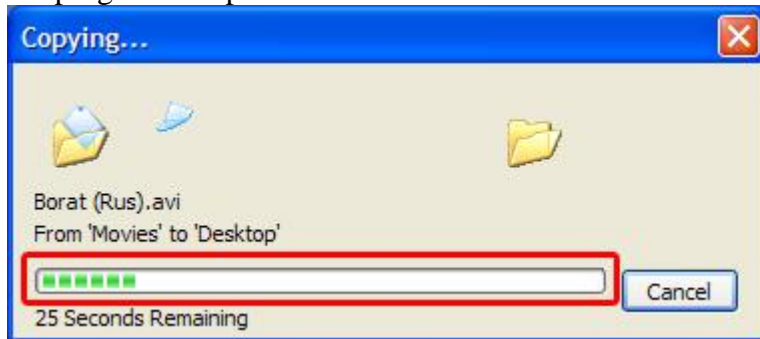 Copying...
Borat (Rus).avi
From 'Movies' to 'Desktop'
Cancel
25 Seconds Remaining